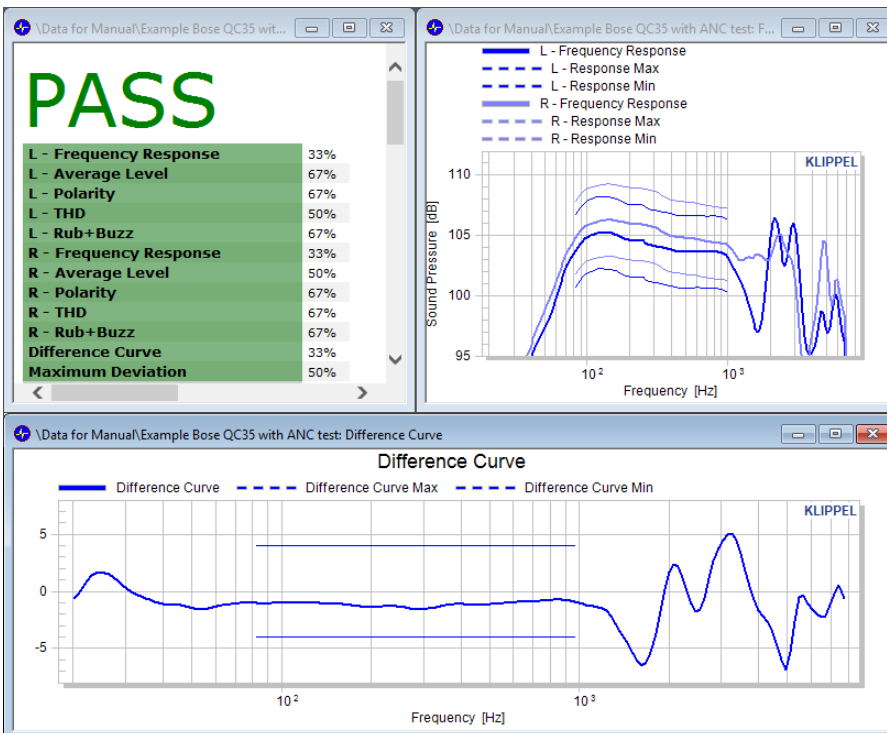 \Data for Manual\Example Bose QC35 wit...
PASS
L - Frequency Response 33%
L - Average Level 67%
L - Polarity 67%
L - THD 50%
L - Rub+Buzz 67%
R - Frequency Response 33%
R - Average Level 50%
R - Polarity 67%
R - THD 67%
R - Rub+Buzz 67%
Difference Curve 33%
Maximum Deviation 50%
\Data for Manual\Example Bose QC35 with ANC test: F...
L - Frequency Response
L - Response Max
L - Response Min
R - Frequency Response
R - Response Max
R - Response Min
KLIPPEL
110
105
100
95
Sound Pressure [dB]
10² 10³
Frequency [Hz]
\Data for Manual\Example Bose QC35 with ANC test: Difference Curve
Difference Curve
Difference Curve Difference Curve Max Difference Curve Min
KLIPPEL
5
0
-5
10² 10³
Frequency [Hz]